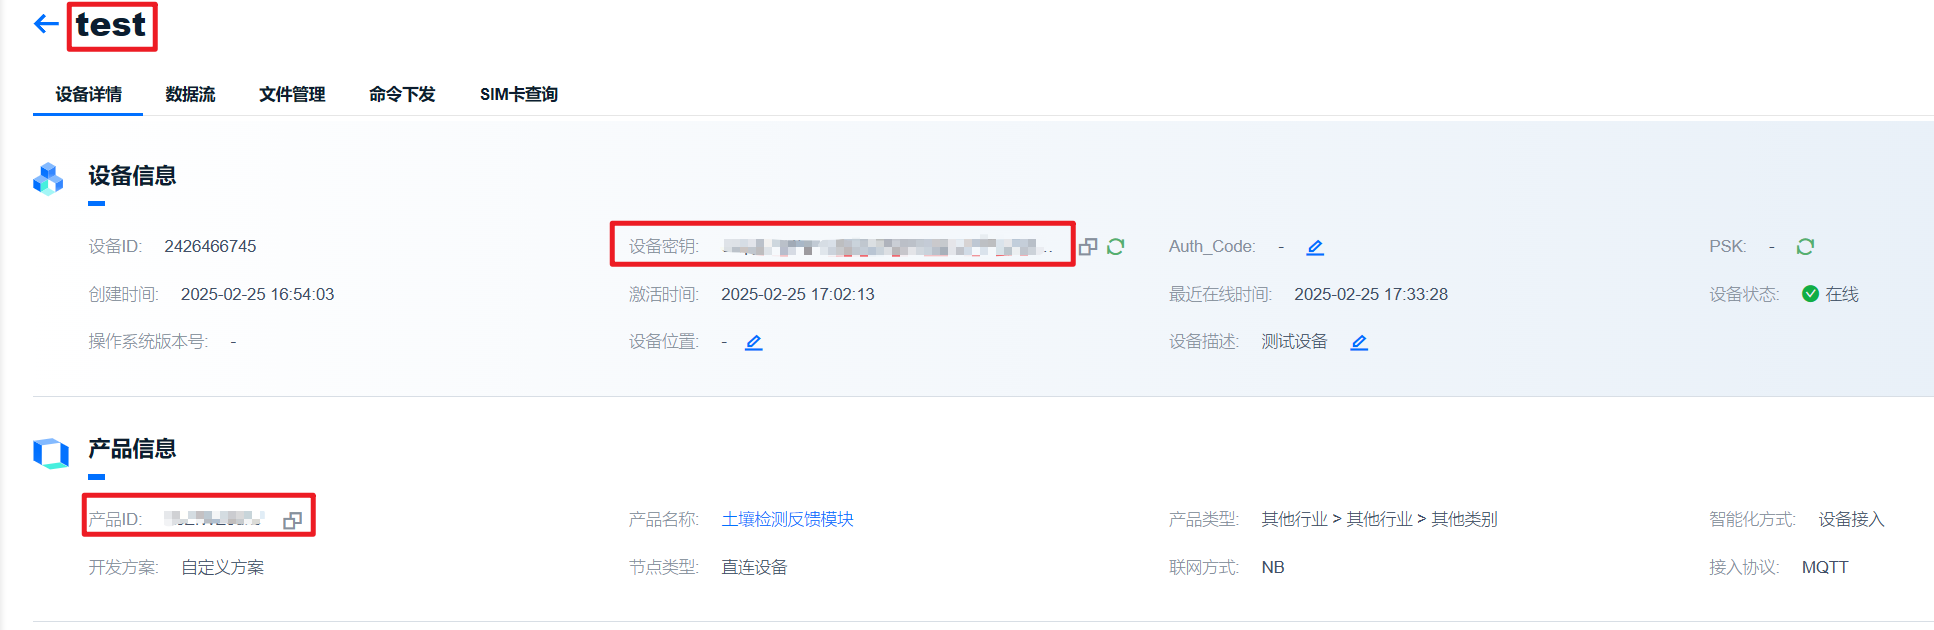 test
设备详情 数据流 文件管理 命令下发 SIM卡查询
设备信息
设备ID: 2426466745 设备密钥: Auth_Code: - PSK: -
创建时间: 2025-02-25 16:54:03 激活时间: 2025-02-25 17:02:13 最近在线时间: 2025-02-25 17:33:28 设备状态: 在线
操作系统版本号: - 设备位置: - 设备描述: 测试设备
产品信息
产品ID: 产品名称: 土壤检测反馈模块 产品类型: 其他行业 > 其他行业 > 其他类别 智能化方式: 设备接入
开发方案: 自定义方案 节点类型: 直连设备 联网方式: NB 接入协议: MQTT